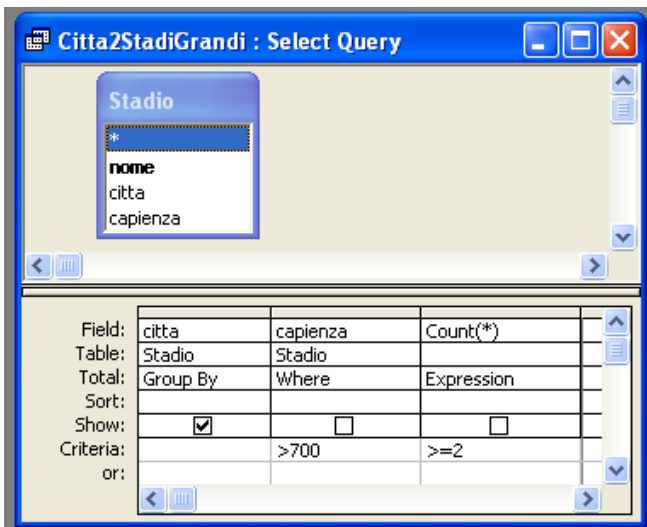 Citta2StadiGrandi : Select Query
Stadio
*
nome
citta
capienza
Field: citta capienza Count(*)
Table: Stadio Stadio
Total: Group By Where Expression
Sort:
Show:
Criteria: >700 >=2
or: